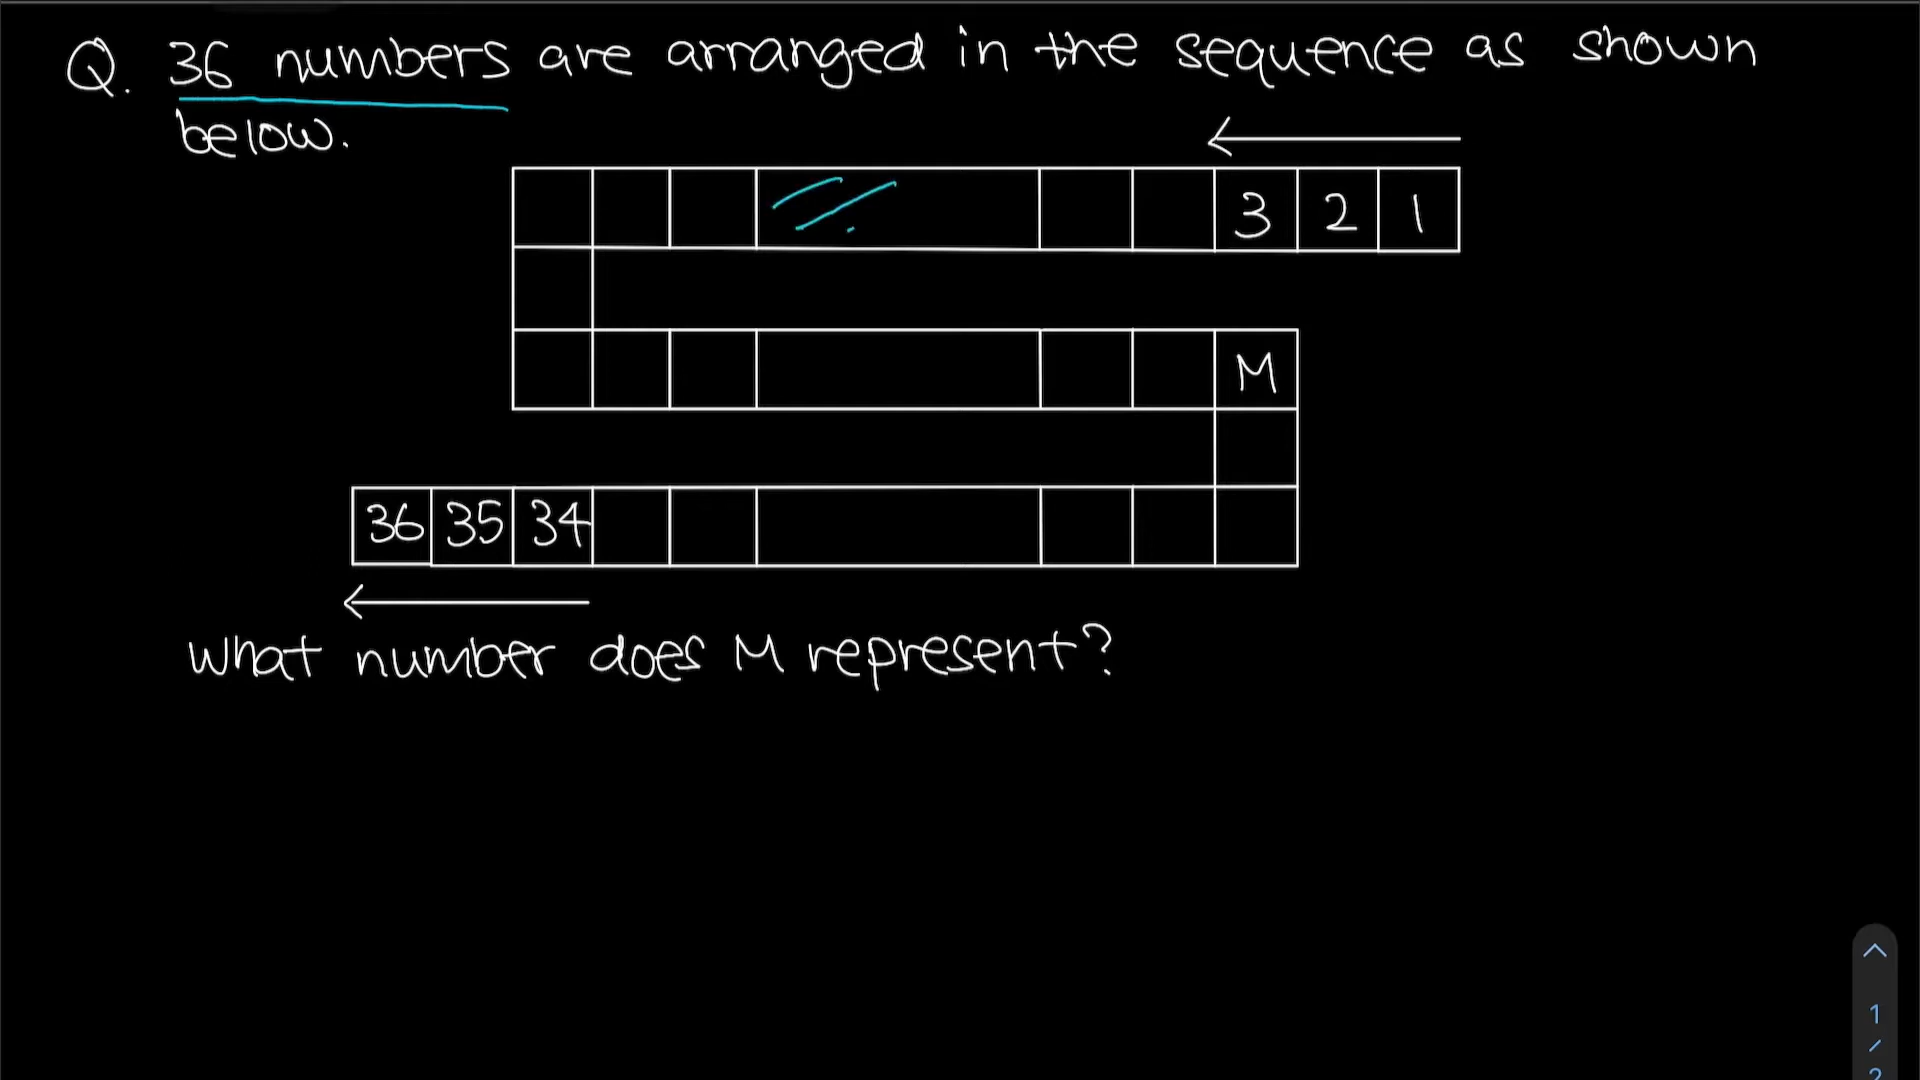 Q. 36 numbers are arranged in the sequence as shown
below.
3 2 1
M
36 35 34
What number does M represent?
1
/
2